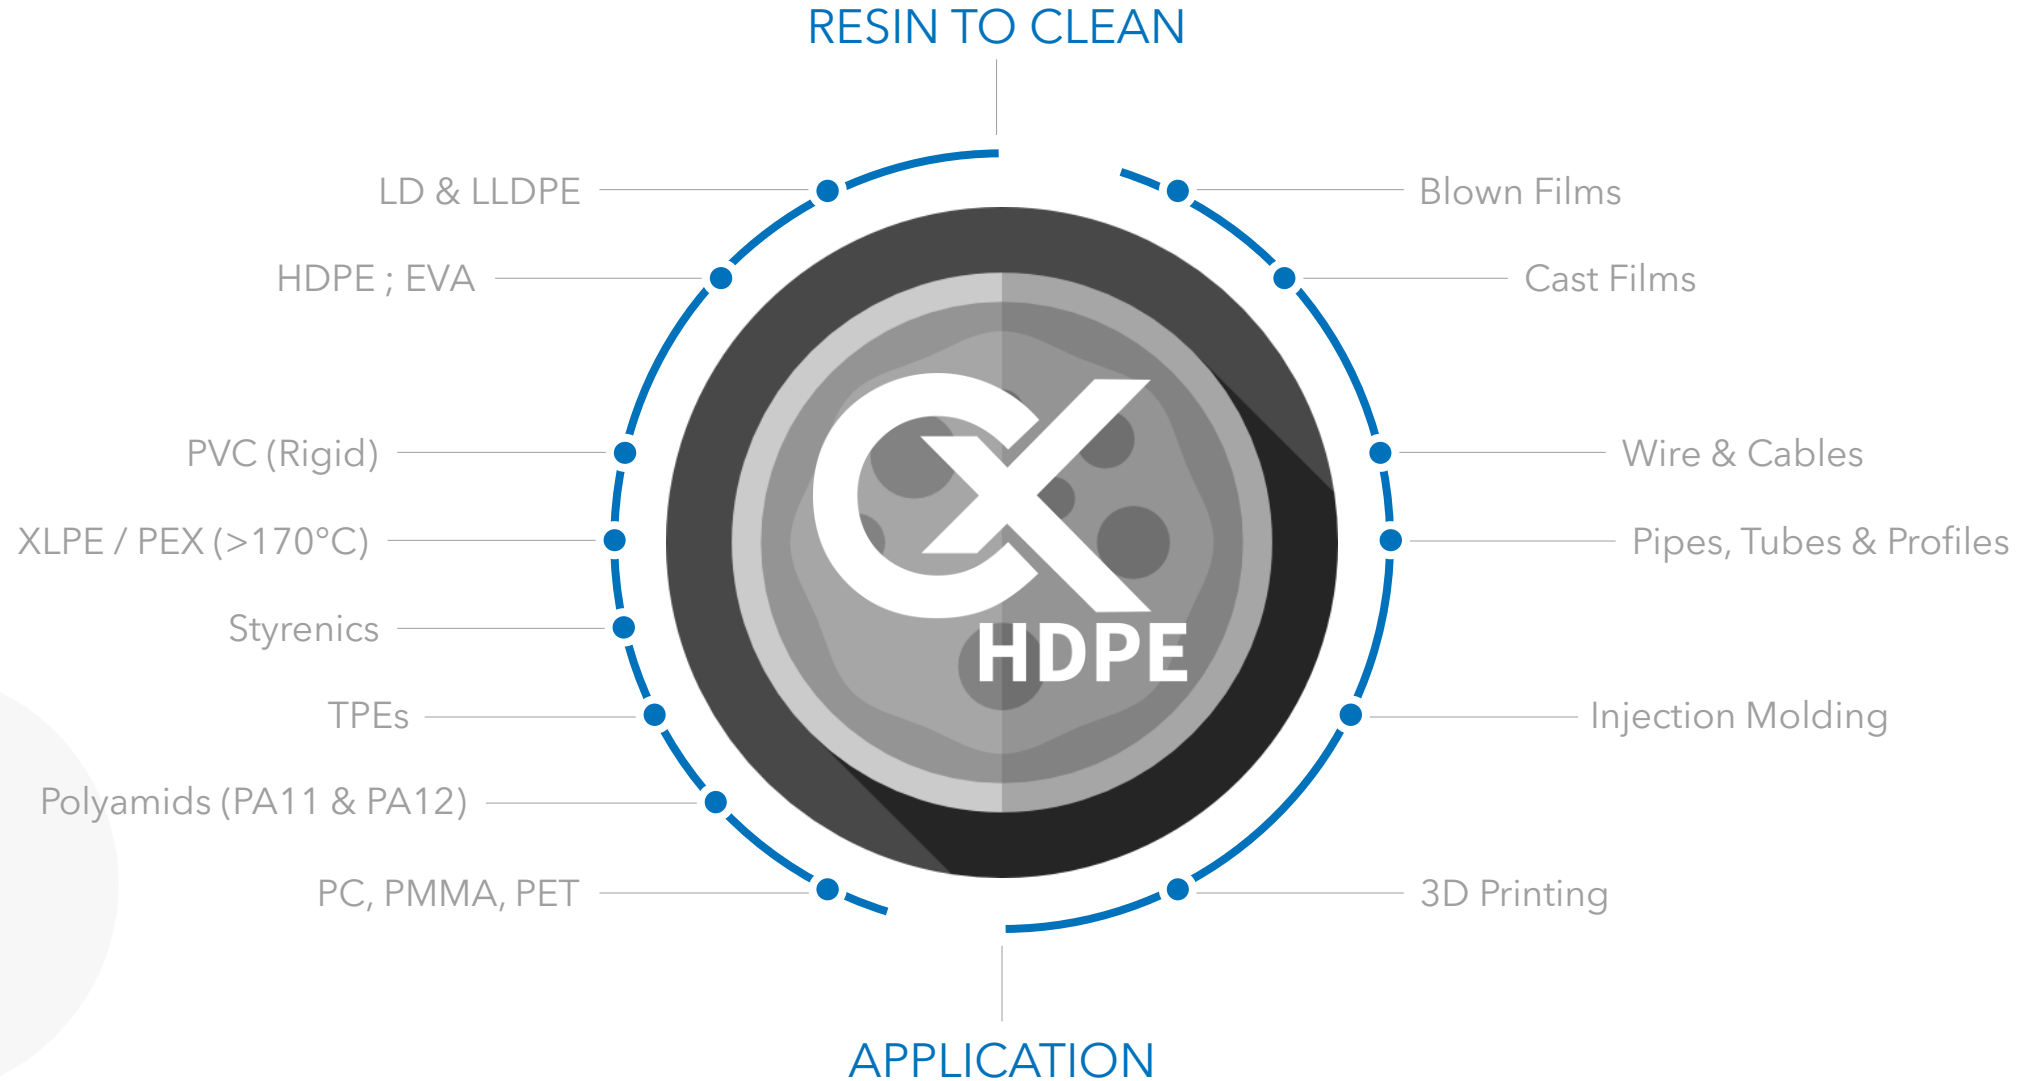 RESIN TO CLEAN
LD & LLDPE
HDPE ; EVA
PVC (Rigid)
XLPE / PEX (>170°C)
Styrenics
TPEs
Polyamids (PA11 & PA12)
PC, PMMA, PET
CX
HDPE
Blown Films
Cast Films
Wire & Cables
Pipes, Tubes & Profiles
Injection Molding
3D Printing
APPLICATION